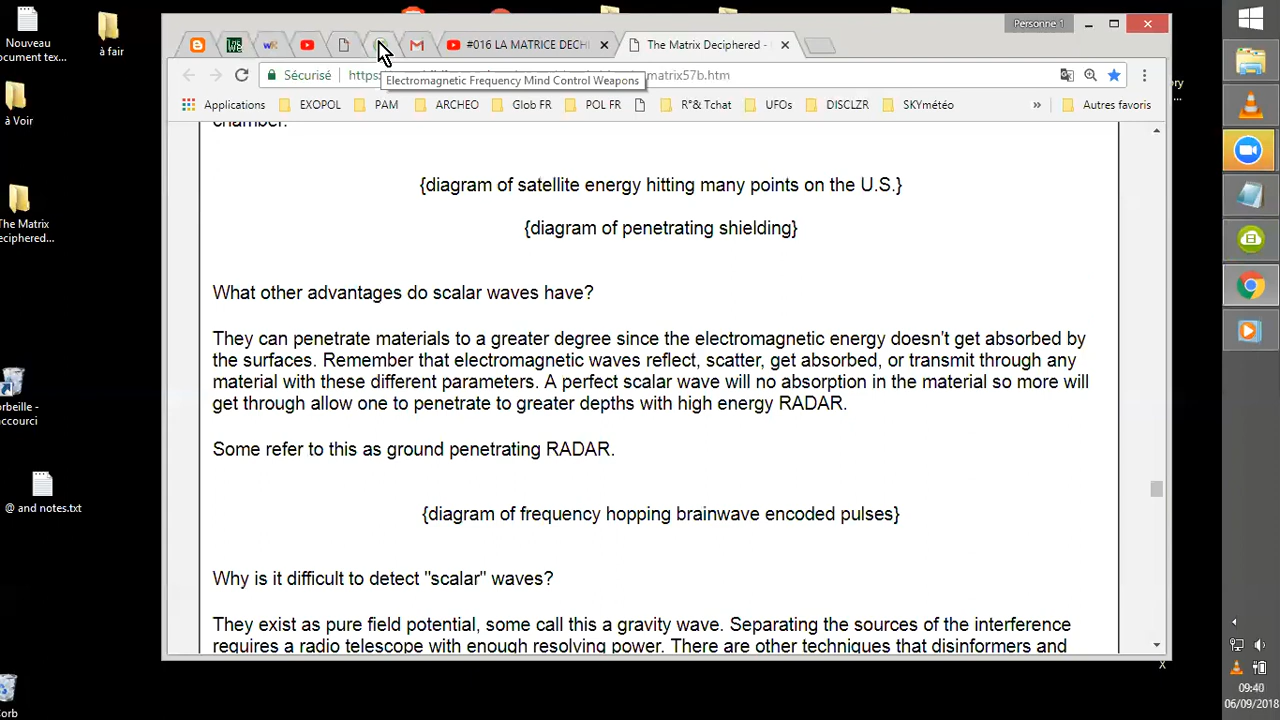 Nouveau
document tex...
à fair
à Voir
The Matrix
Deciphered...
orbeille -
accourci
@ and notes.txt
Corb
Personne 1
#016 LA MATRICE DECHI
The Matrix Deciphered -
Sécurisé
https:
matrix57b.htm
Electromagnetic Frequency Mind Control Weapons
Applications
EXOPOL
PAM
ARCHEO
Glob FR
POL FR
R°& Tchat
UFOs
DISCLZR
SKYmétéo
»
Autres favoris
chamber.
{diagram of satellite energy hitting many points on the U.S.}
{diagram of penetrating shielding}
What other advantages do scalar waves have?
They can penetrate materials to a greater degree since the electromagnetic energy doesn't get absorbed by
the surfaces. Remember that electromagnetic waves reflect, scatter, get absorbed, or transmit through any
material with these different parameters. A perfect scalar wave will no absorption in the material so more will
get through allow one to penetrate to greater depths with high energy RADAR.
Some refer to this as ground penetrating RADAR.
{diagram of frequency hopping brainwave encoded pulses}
Why is it difficult to detect "scalar" waves?
They exist as pure field potential, some call this a gravity wave. Separating the sources of the interference
requires a radio telescope with enough resolving power. There are other techniques that disinformers and
09:40
06/09/2018